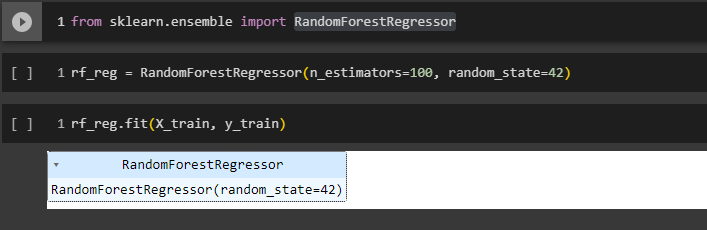 1 from sklearn.ensemble import RandomForestRegressor
[ ] 1 rf_reg = RandomForestRegressor(n_estimators=100, random_state=42)
[ ] 1 rf_reg.fit(X_train, y_train)
RandomForestRegressor
RandomForestRegressor(random_state=42)